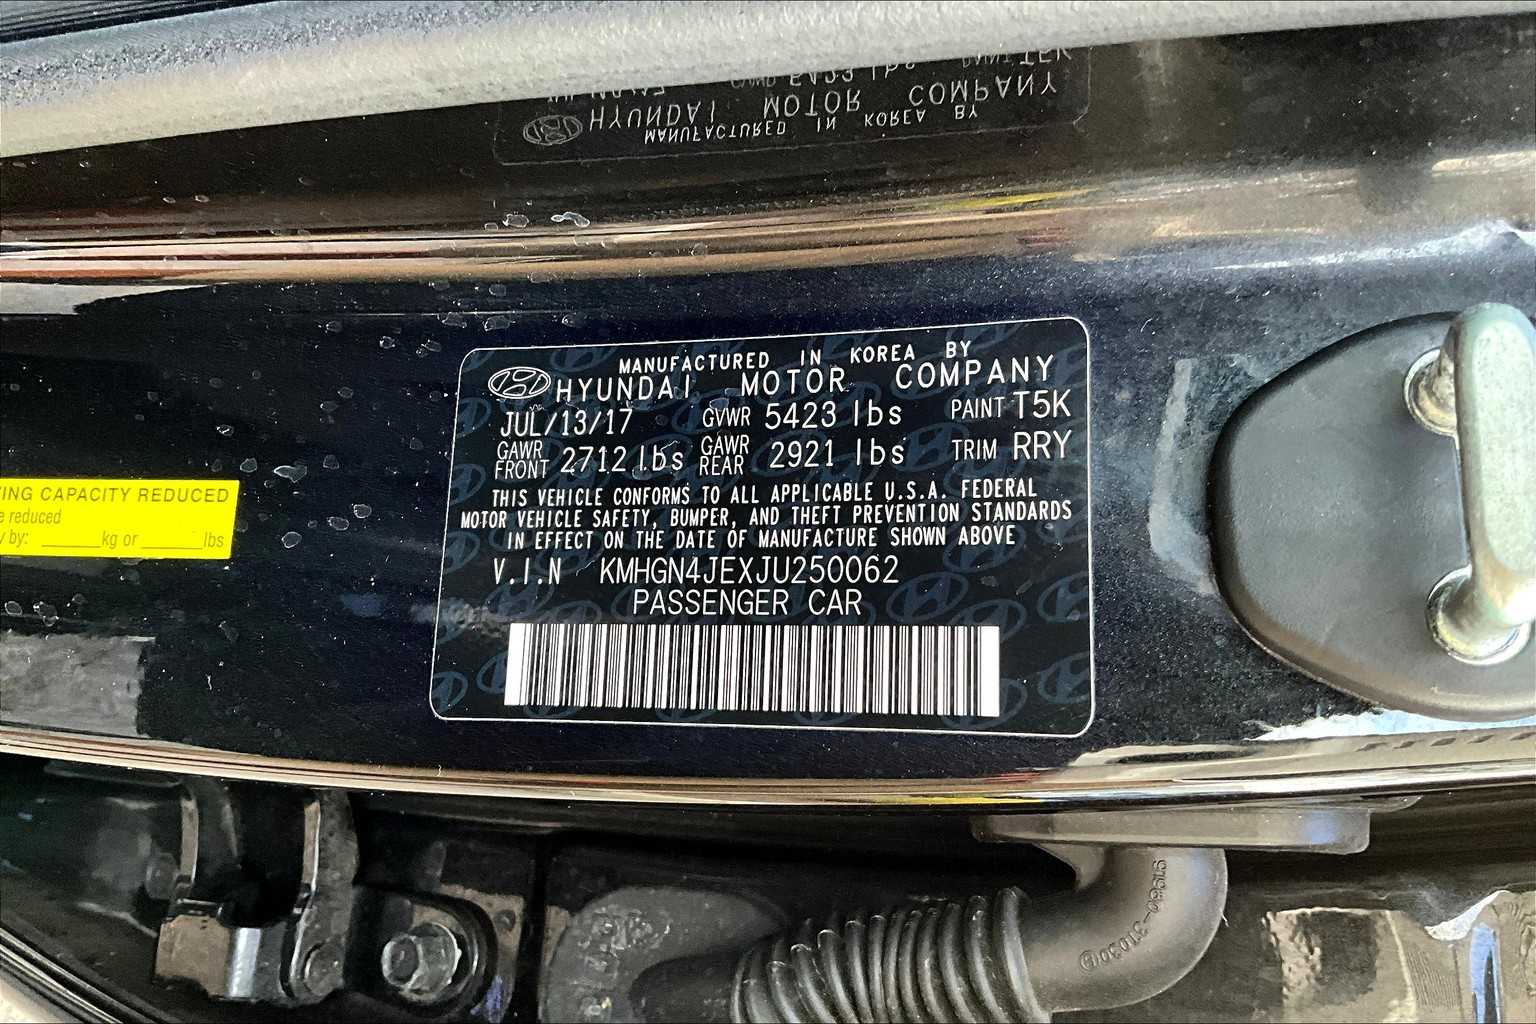 MANUFACTURED IN KOREA BY
HYUNDAI MOTOR COMPANY
JUL/13/17 GVWR 5423 lbs PAINT T5K
GAWR FRONT 2712 lbs GAWR REAR 2921 lbs TRIM RRY
THIS VEHICLE CONFORMS TO ALL APPLICABLE U.S.A. FEDERAL
MOTOR VEHICLE SAFETY, BUMPER, AND THEFT PREVENTION STANDARDS
IN EFFECT ON THE DATE OF MANUFACTURE SHOWN ABOVE
V.I.N KMHGN4JEXJU250062
PASSENGER CAR
CAPACITY REDUCED
reduced
by: ______kg or ______lbs